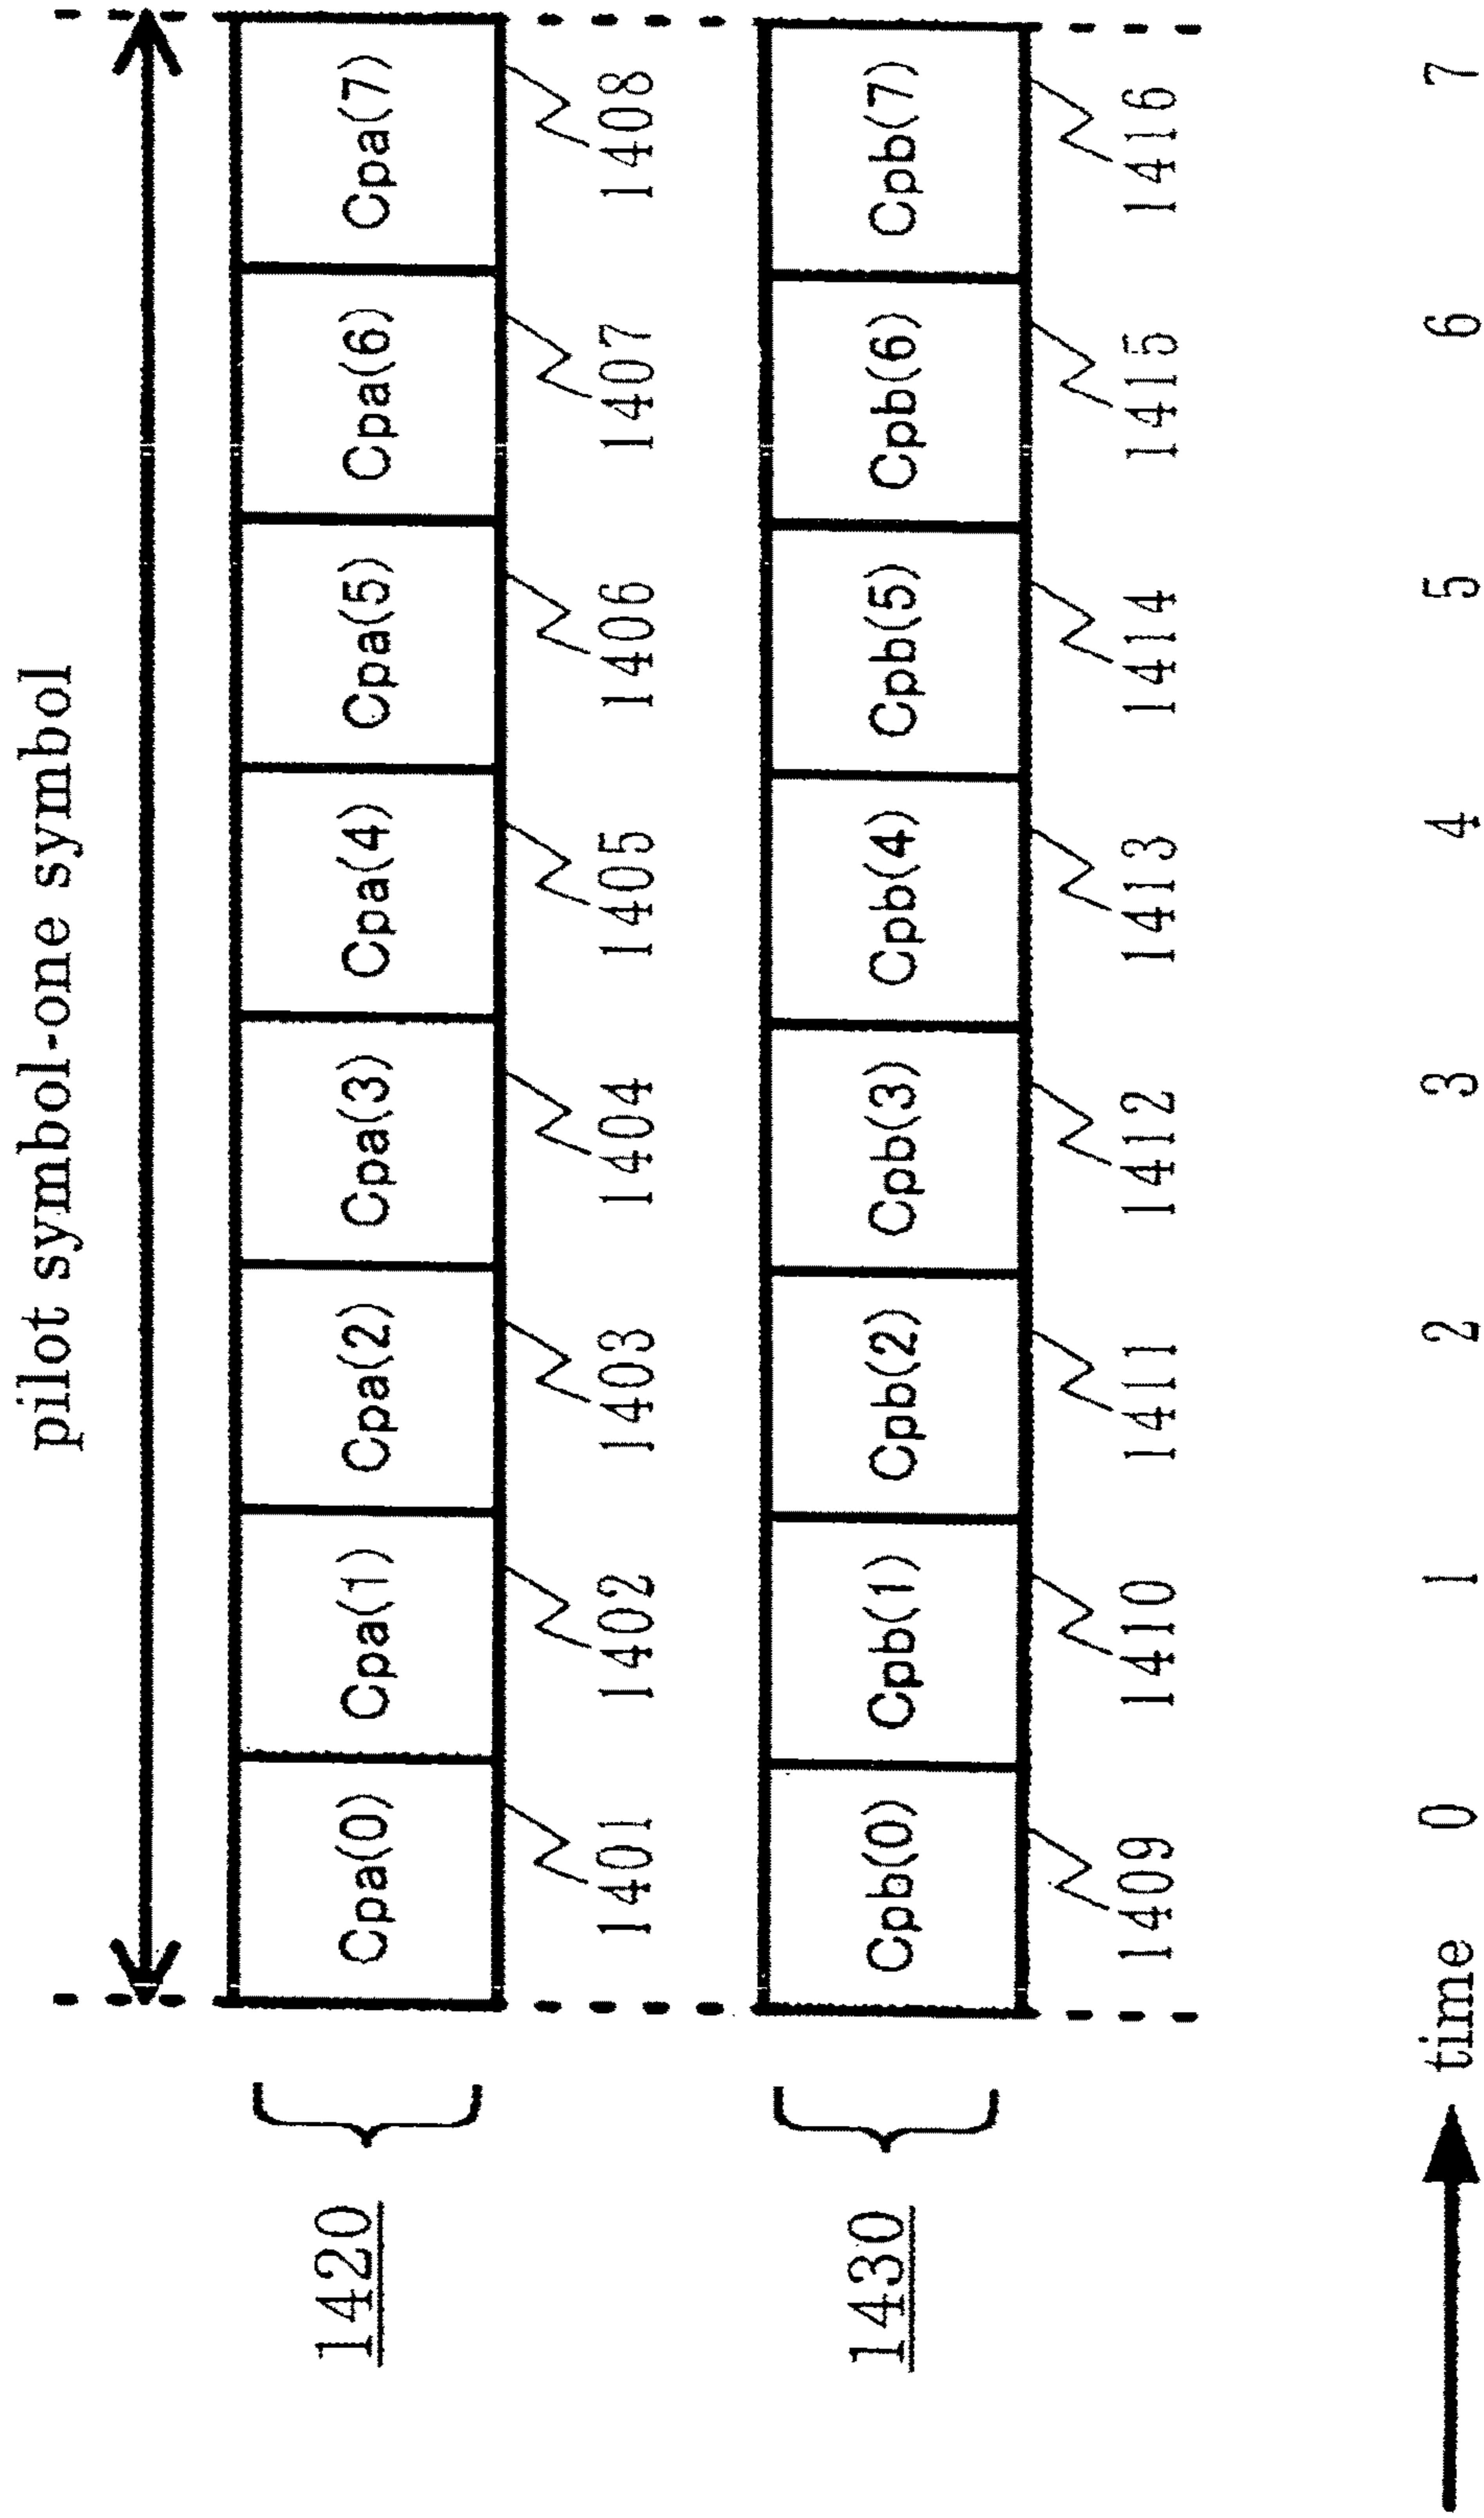 pilot symbol-one symbol
1420
Cpa(0) Cpa(1) Cpa(2) Cpa(3) Cpa(4) Cpa(5) Cpa(6) Cpa(7)
1401 1402 1403 1404 1405 1406 1407 1408
1430
Cpb(0) Cpb(1) Cpb(2) Cpb(3) Cpb(4) Cpb(5) Cpb(6) Cpb(7)
1409 1410 1411 1412 1413 1414 1415 1416
time 0 1 2 3 4 5 6 7